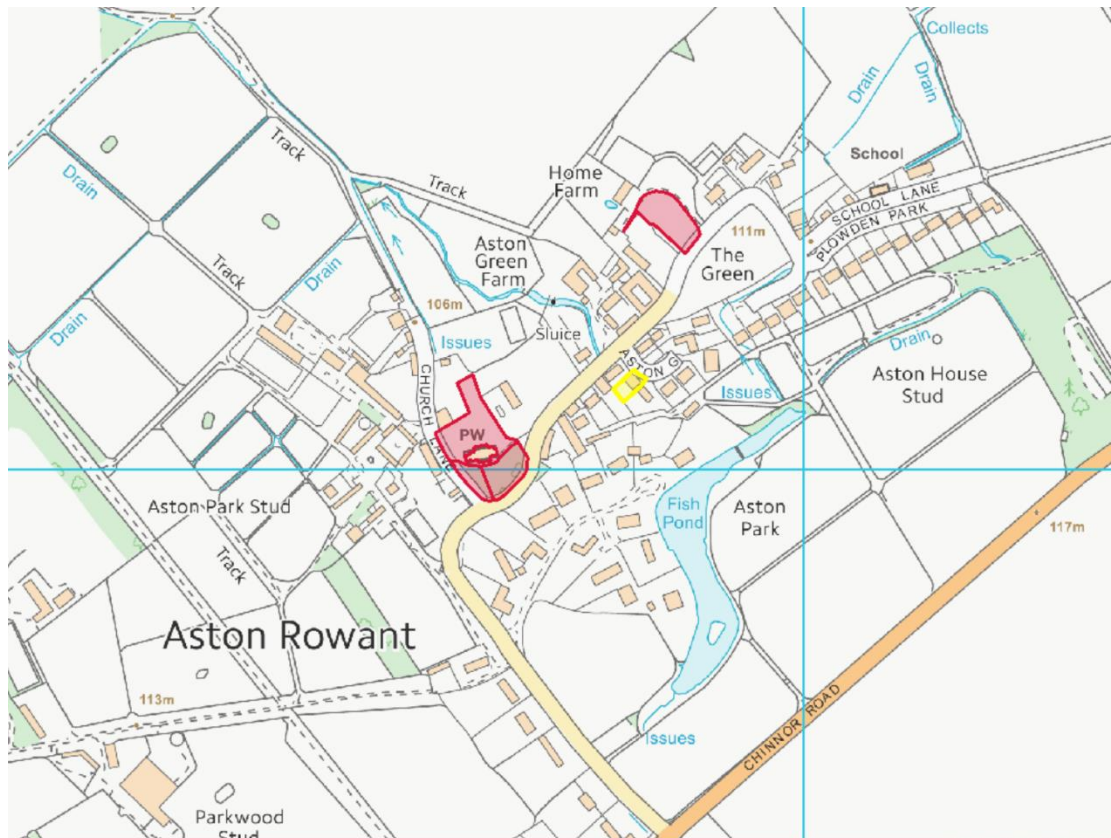 Collects
Drain
Drain
School
SCHOOL LANE
PLOWDEN PARK
Track
Track
Home
Farm
Drain
111m
The
Green
Aston
Green
Farm
Track
Drain
106m
Issues
Sluice
ASTON G
Drain
Drain
CHURCH LANE
Issues
Aston House
Stud
PW
Fish
Pond
Aston
Park
Aston Park Stud
117m
Track
Aston Rowant
113m
CHINNOR ROAD
Issues
Parkwood
Stud